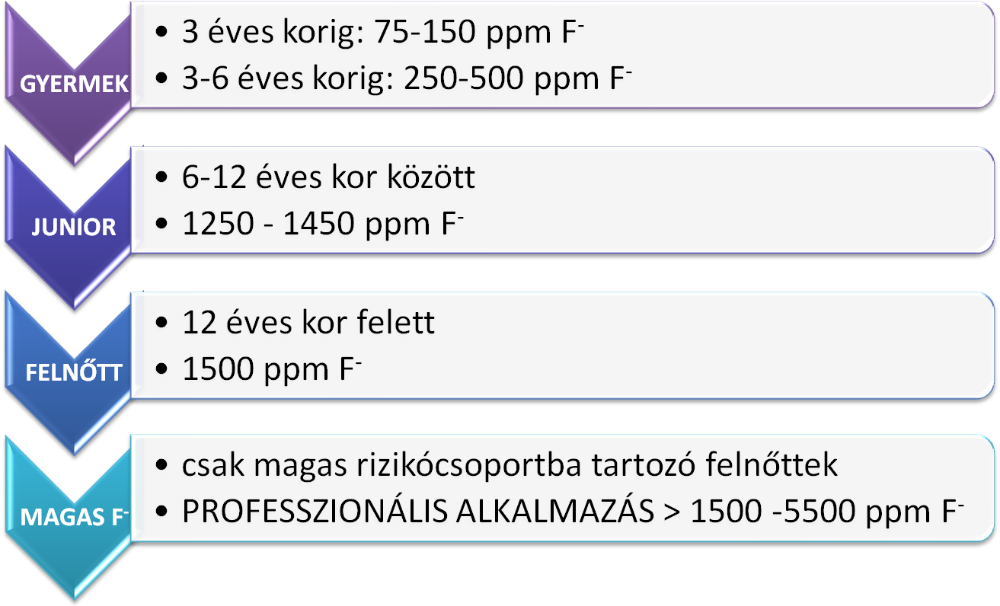 GYERMEK
• 3 éves korig: 75-150 ppm F⁻
• 3-6 éves korig: 250-500 ppm F⁻
JUNIOR
• 6-12 éves kor között
• 1250 - 1450 ppm F⁻
FELNŐTT
• 12 éves kor felett
• 1500 ppm F⁻
MAGAS F⁻
• csak magas rizikócsoportba tartozó felnőttek
• PROFESSZIONÁLIS ALKALMAZÁS > 1500 -5500 ppm F⁻